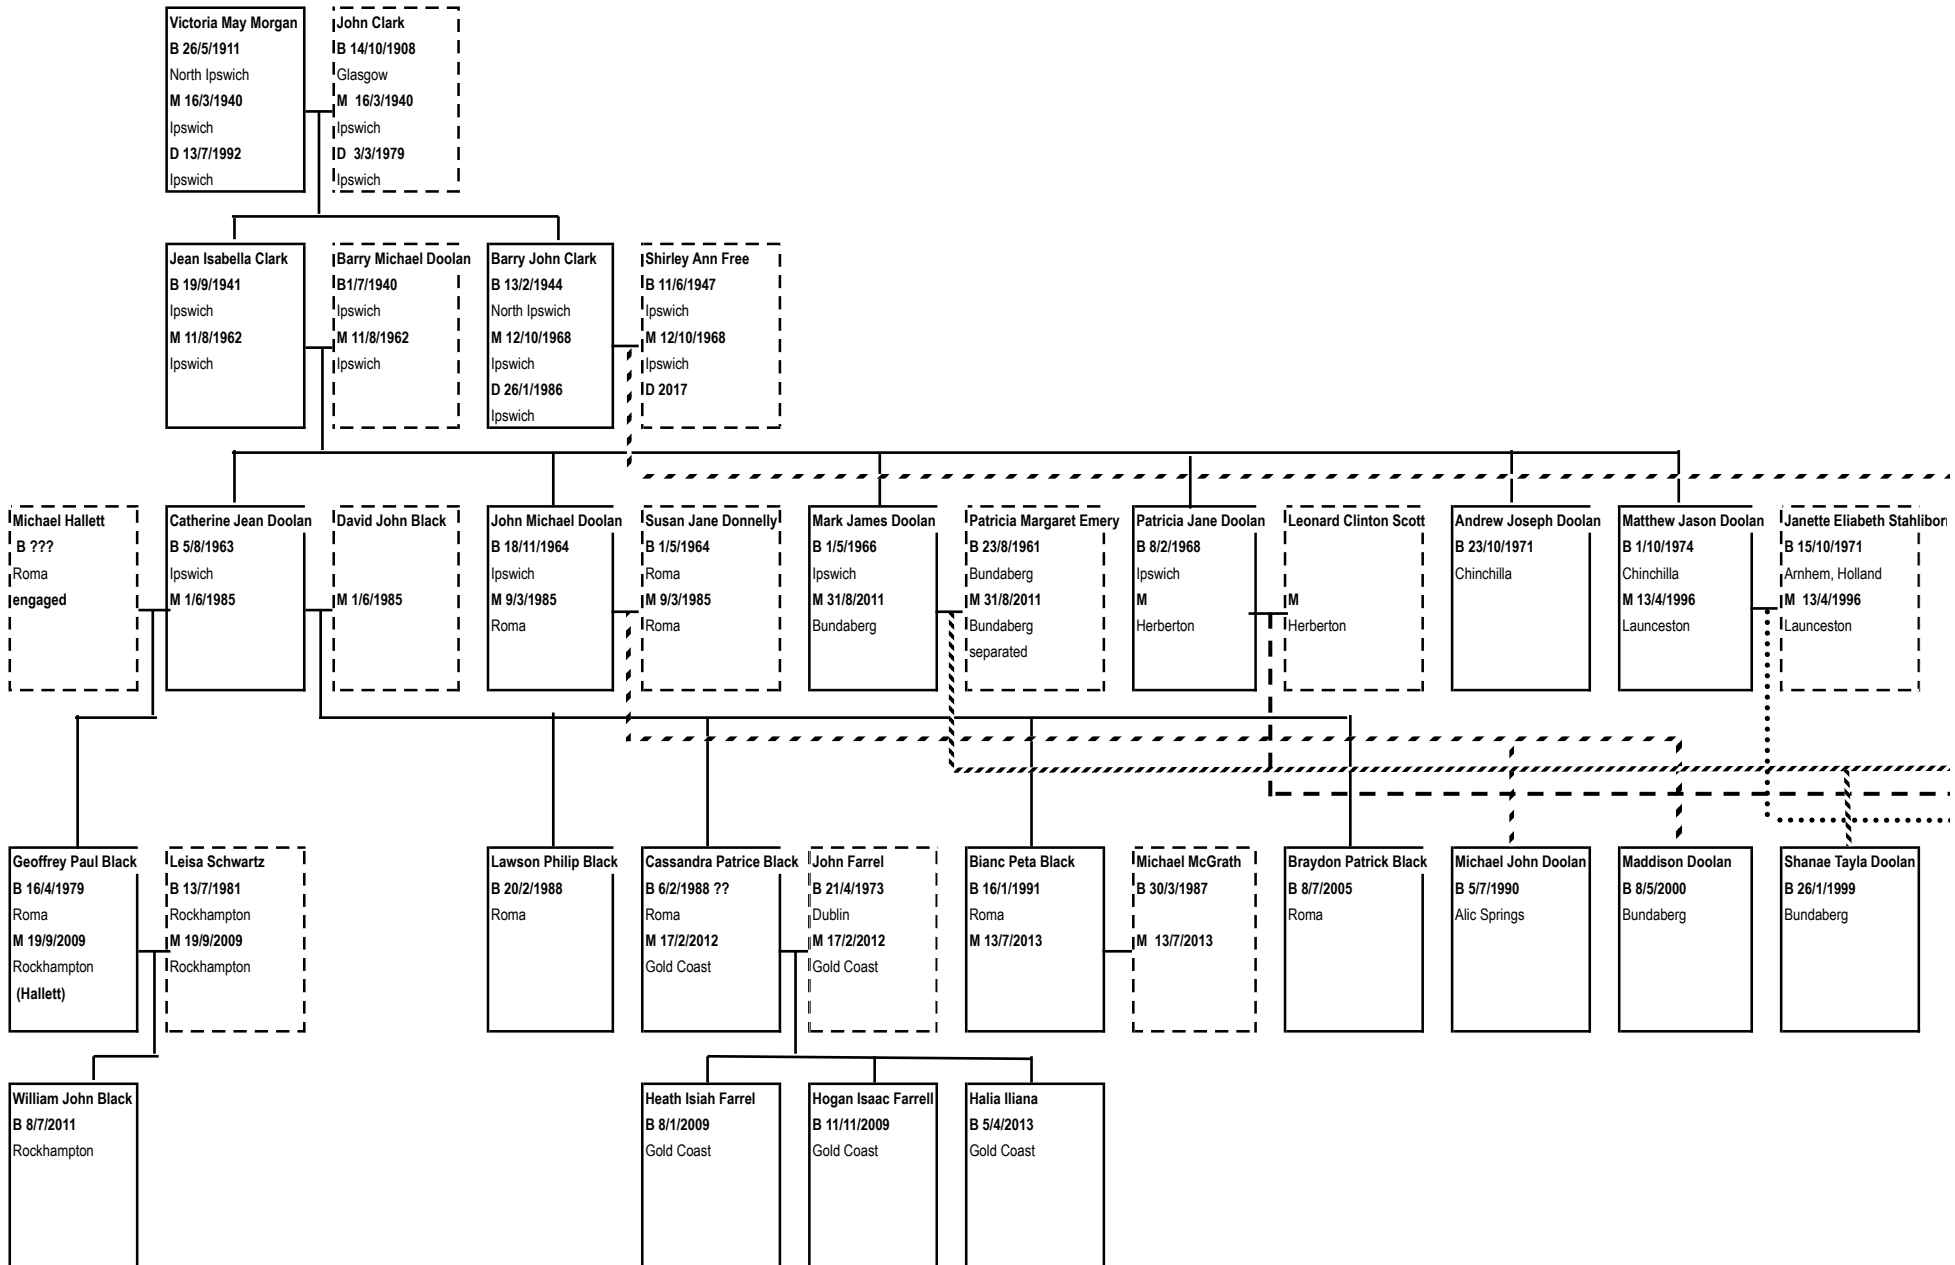 Victoria May Morgan
B 26/5/1911
North Ipswich
M 16/3/1940
Ipswich
D 13/7/1992
Ipswich
John Clark
B 14/10/1908
Glasgow
M 16/3/1940
Ipswich
D 3/3/1979
Ipswich
Jean Isabella Clark
B 19/9/1941
Ipswich
M 11/8/1962
Ipswich
Barry Michael Doolan
B1/7/1940
Ipswich
M 11/8/1962
Ipswich
Barry John Clark
B 13/2/1944
North Ipswich
M 12/10/1968
Ipswich
D 26/1/1986
Ipswich
Shirley Ann Free
B 11/6/1947
Ipswich
M 12/10/1968
Ipswich
D 2017
Michael Hallett
B ???
Roma
engaged
Catherine Jean Doolan
B 5/8/1963
Ipswich
M 1/6/1985
David John Black
M 1/6/1985
John Michael Doolan
B 18/11/1964
Ipswich
M 9/3/1985
Roma
Susan Jane Donnelly
B 1/5/1964
Roma
M 9/3/1985
Roma
Mark James Doolan
B 1/5/1966
Ipswich
M 31/8/2011
Bundaberg
Patricia Margaret Emery
B 23/8/1961
Bundaberg
M 31/8/2011
Bundaberg
separated
Patricia Jane Doolan
B 8/2/1968
Ipswich
M
Herberton
Leonard Clinton Scott
M
Herberton
Andrew Joseph Doolan
B 23/10/1971
Chinchilla
Matthew Jason Doolan
B 1/10/1974
Chinchilla
M 13/4/1996
Launceston
Janette Eliabeth
B 15/10/1971
Arnhem, Holland
M 13/4/1996
Launceston
Geoffrey Paul Black
B 16/4/1979
Roma
M 19/9/2009
Rockhampton
(Hallett)
Leisa Schwartz
B 13/7/1981
Rockhampton
M 19/9/2009
Rockhampton
Lawson Philip Black
B 20/2/1988
Roma
Cassandra Patrice Black
B 6/2/1988 ??
Roma
M 17/2/2012
Gold Coast
John Farrel
B 21/4/1973
Dublin
M 17/2/2012
Gold Coast
Bianc Peta Black
B 16/1/1991
Roma
M 13/7/2013
Michael McGrath
B 30/3/1987
M 13/7/2013
Braydon Patrick Black
B 8/7/2005
Roma
Michael John Doolan
B 5/7/1990
Alic Springs
Maddison Doolan
B 8/5/2000
Bundaberg
Shanae Tayla Doolan
B 26/1/1999
Bundaberg
William John Black
B 8/7/2011
Rockhampton
Heath Isiah Farrel
B 8/1/2009
Gold Coast
Hogan Isaac Farrell
B 11/11/2009
Gold Coast
Halia Iliana
B 5/4/2013
Gold Coast